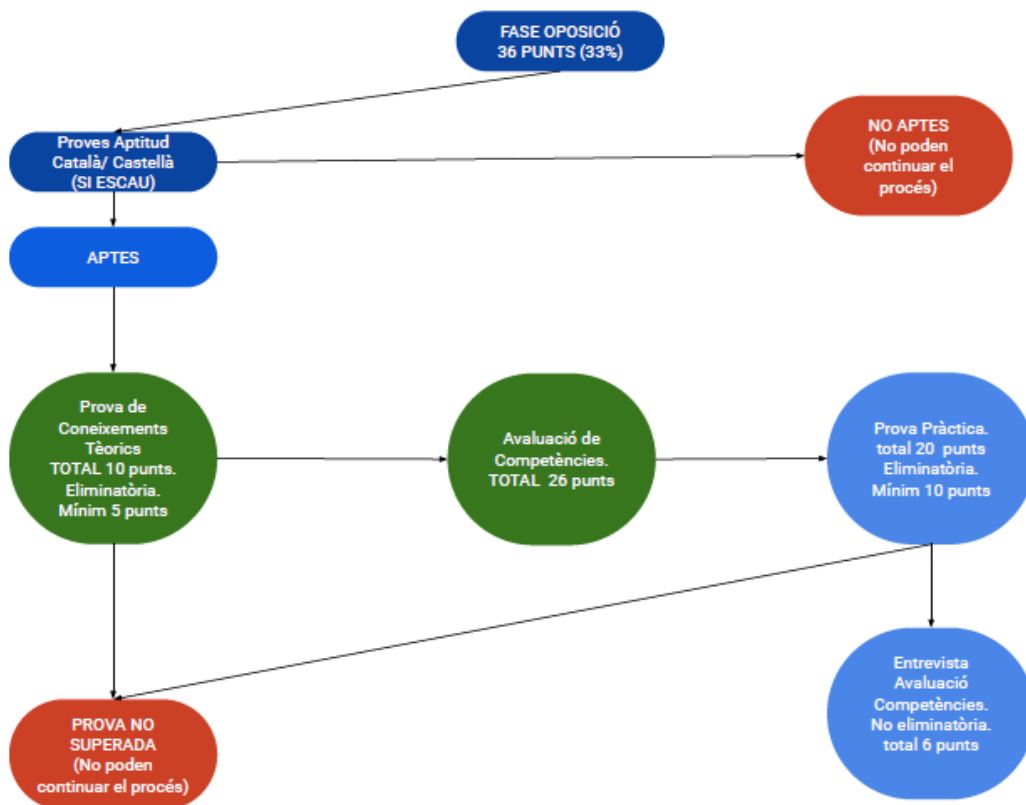 FASE OPOSICIÓ
36 PUNTS (33%)
Proves Aptitud
Català/ Castellà
(SI ESCAU)
NO APTES
(No poden
continuar el
procés)
APTES
Prova de
Coneixements
Tèorics
TOTAL 10 punts.
Eliminatòria.
Mínim 5 punts
Avaluació de
Competències.
TOTAL 26 punts
Prova Pràctica.
total 20 punts
Eliminatòria.
Mínim 10 punts
Entrevista
Avaluació
Competències.
No eliminatòria.
total 6 punts
PROVA NO
SUPERADA
(No poden
continuar el procés)